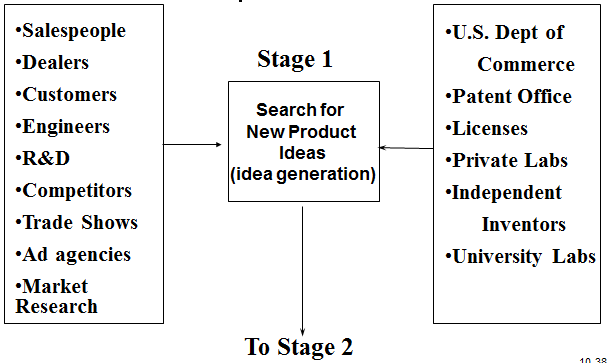 •Salespeople
•Dealers
•Customers
•Engineers
•R&D
•Competitors
•Trade Shows
•Ad agencies
•Market
Research
Stage 1
Search for
New Product
Ideas
(idea generation)
To Stage 2
•U.S. Dept of
Commerce
•Patent Office
•Licenses
•Private Labs
•Independent
Inventors
•University Labs